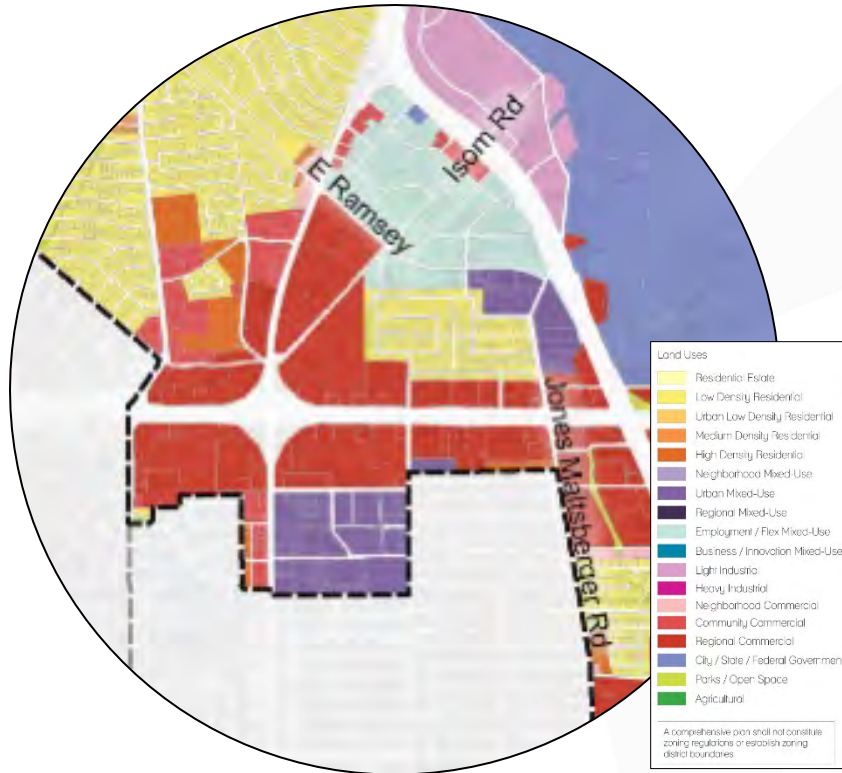 Isom Rd
E Ramsey
Jones Maltsberger Rd
Land Uses
Residential Estate
Low Density Residential
Urban Low Density Residential
Medium Density Residential
High Density Residential
Neighborhood Mixed-Use
Urban Mixed-Use
Regional Mixed-Use
Employment / Flex Mixed-Use
Business / Innovation Mixed-Use
Light Industrial
Heavy Industrial
Neighborhood Commercial
Community Commercial
Regional Commercial
City / State / Federal Government
Parks / Open Space
Agricultural
A comprehensive plan shall not constitute
zoning regulations or establish zoning
district boundaries.